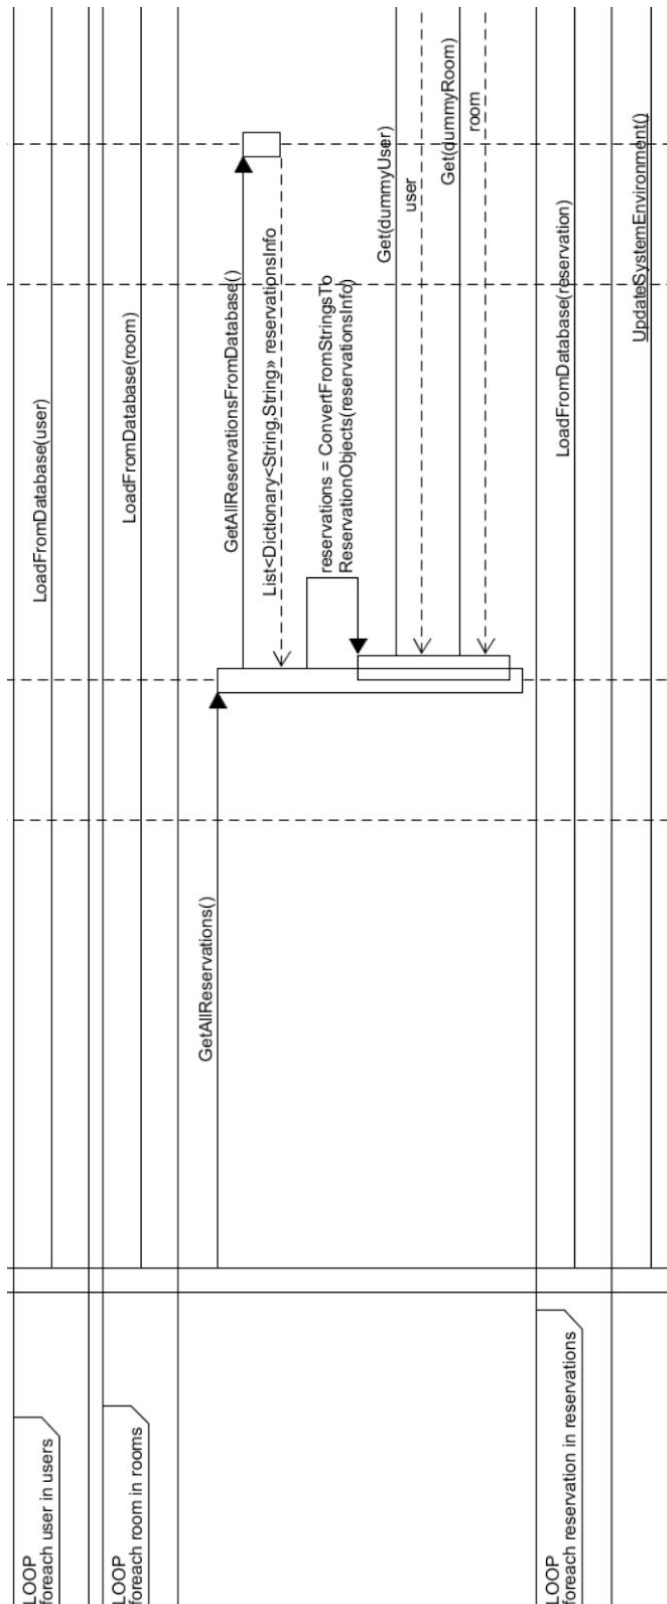 LOOP
foreach user in users
LoadFromDatabase(user)
LOOP
foreach room in rooms
LoadFromDatabase(room)
GetAllReservations()
GetAllReservationsFromDatabase()
List<Dictionary<String,String» reservationsInfo
reservations = ConvertFromStringsTo
ReservationObjects(reservationsInfo)
Get(dummyUser)
user
Get(dummyRoom)
room
LOOP
foreach reservation in reservations
LoadFromDatabase(reservation)
UpdateSystemEnvironment()